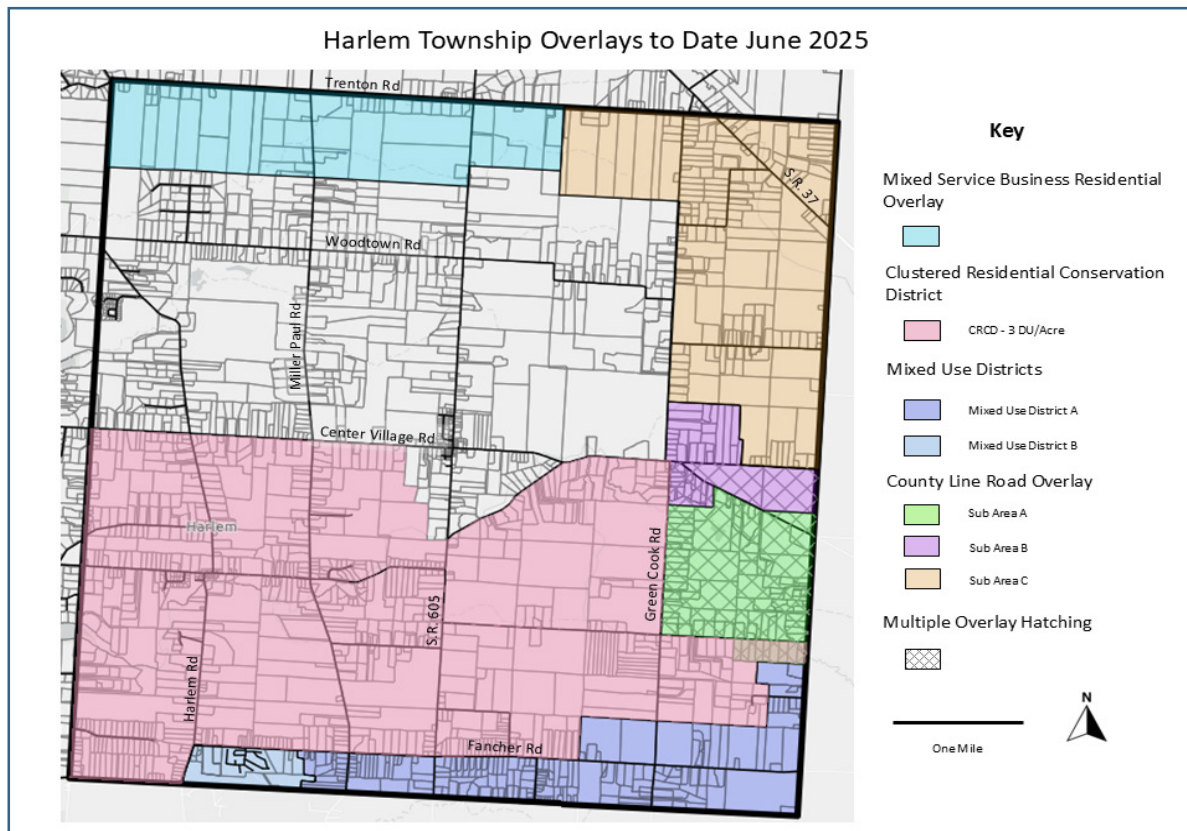 Harlem Township Overlays to Date June 2025
Trenton Rd
S.R. 37
Woodtown Rd
Miller Paul Rd
Center Village Rd
Harlem
Green Cook Rd
S.R. 605
Harlem Rd
Fancher Rd
Key
Mixed Service Business Residential
Overlay
Clustered Residential Conservation
District
CRCD - 3 DU/Acre
Mixed Use Districts
Mixed Use District A
Mixed Use District B
County Line Road Overlay
Sub Area A
Sub Area B
Sub Area C
Multiple Overlay Hatching
One Mile
N